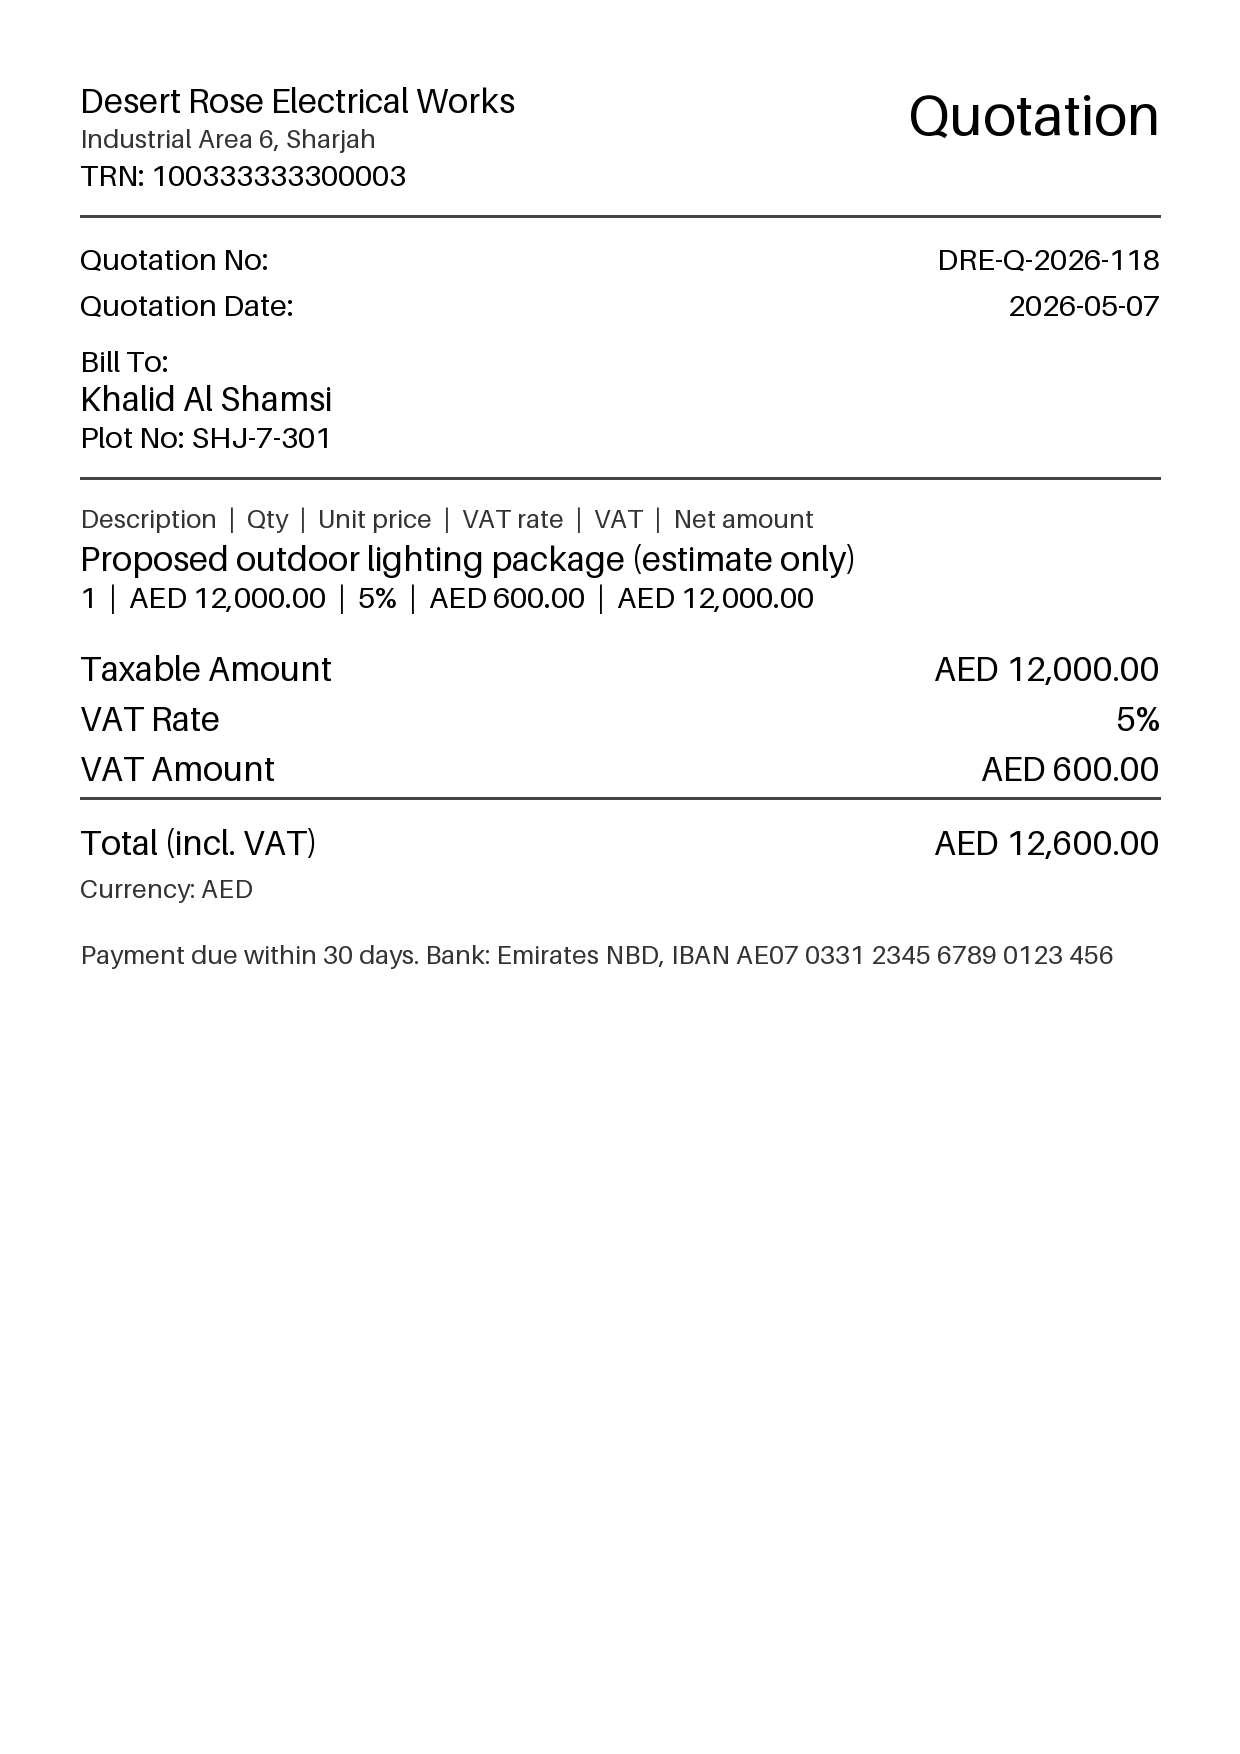 Desert Rose Electrical Works
Quotation
Industrial Area 6, Sharjah
TRN: 100333333300003
Quotation No: DRE-Q-2026-118
Quotation Date: 2026-05-07
Bill To:
Khalid Al Shamsi
Plot No: SHJ-7-301
Description | Qty | Unit price | VAT rate | VAT | Net amount
Proposed outdoor lighting package (estimate only)
1 | AED 12,000.00 | 5% | AED 600.00 | AED 12,000.00
Taxable Amount AED 12,000.00
VAT Rate 5%
VAT Amount AED 600.00
Total (incl. VAT) AED 12,600.00
Currency: AED
Payment due within 30 days. Bank: Emirates NBD, IBAN AE07 0331 2345 6789 0123 456